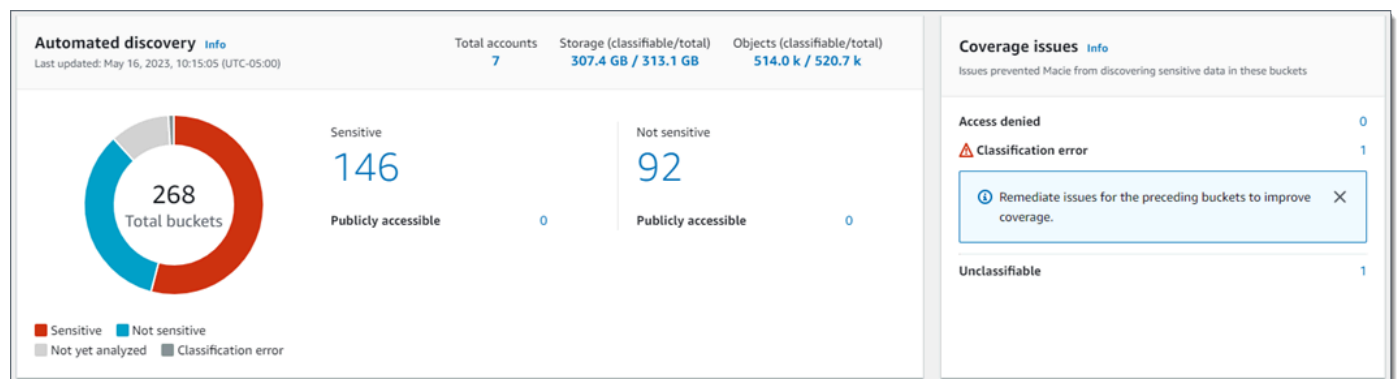 Automated discovery Info
Last updated: May 16, 2023, 10:15:05 (UTC-05:00)
Total accounts
7
Storage (classifiable/total)
307.4 GB / 313.1 GB
Objects (classifiable/total)
514.0 k / 520.7 k
268
Total buckets
Sensitive
146
Publicly accessible 0
Not sensitive
92
Publicly accessible 0
Sensitive Not sensitive
Not yet analyzed Classification error
Coverage issues Info
Issues prevented Macie from discovering sensitive data in these buckets
Access denied 0
Classification error 1
Remediate issues for the preceding buckets to improve
coverage.
Unclassifiable 1